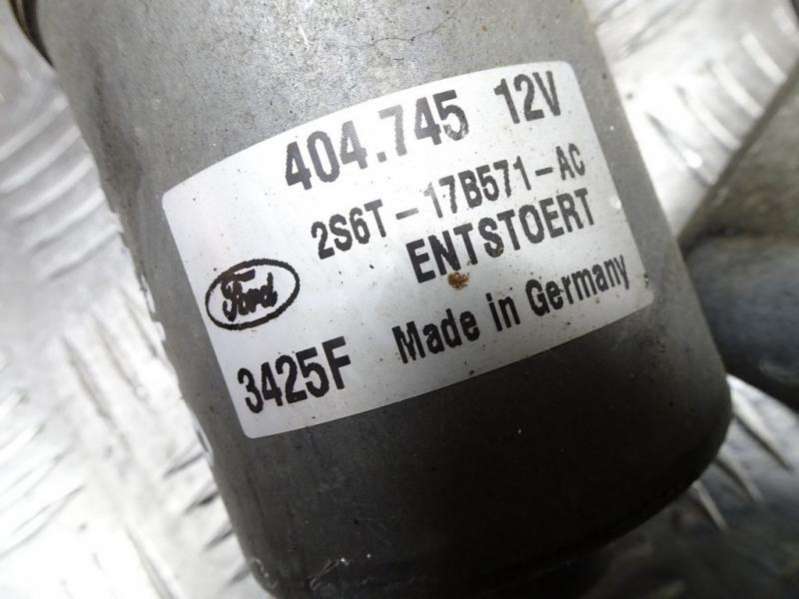 404.745 12V
2S6T-17B571-AC
ENTSTOERT
Ford
3425F Made in Germany